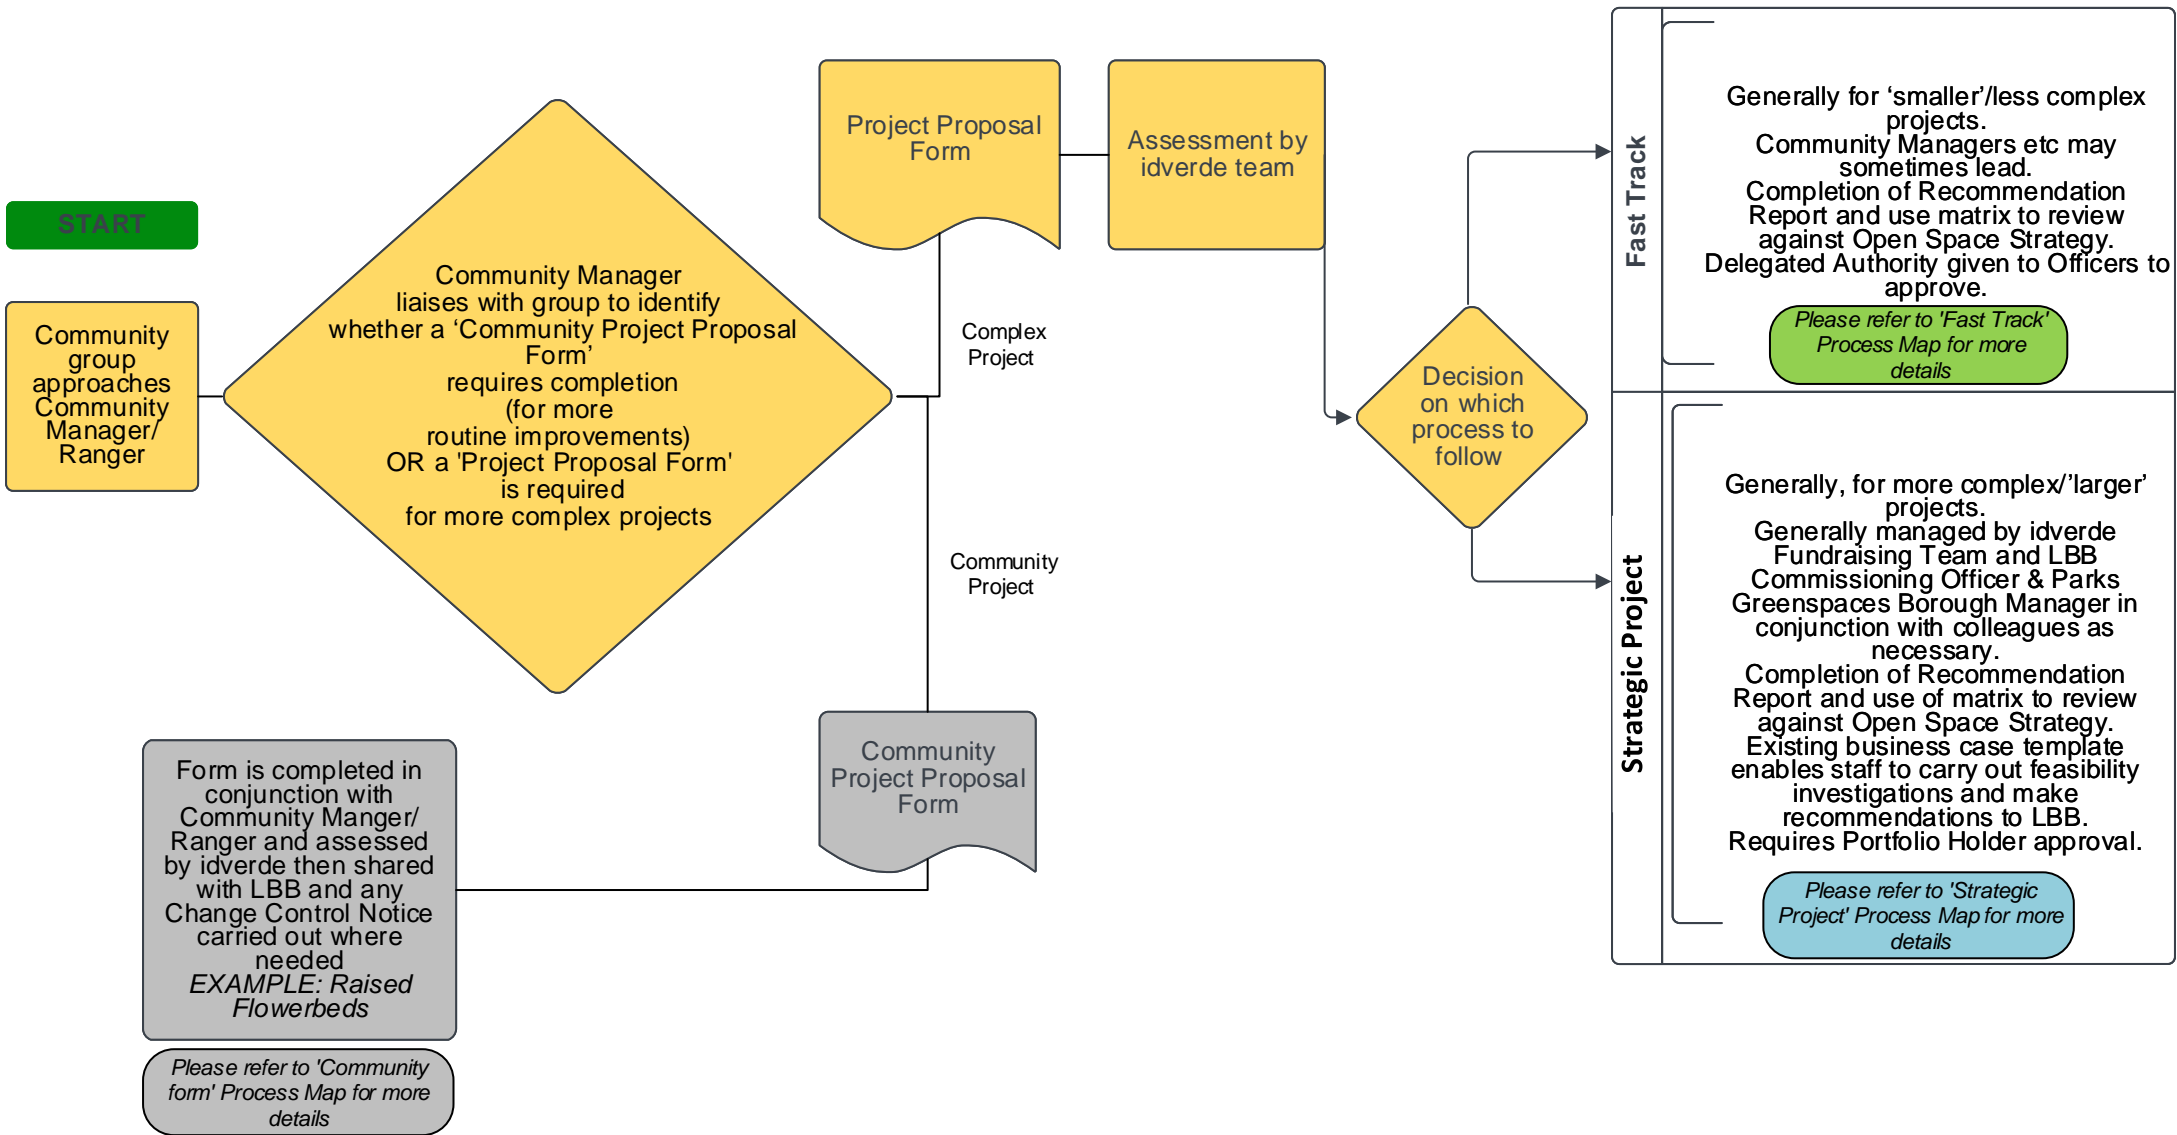 START
Community
group
approaches
Community
Manager/
Ranger
Community Manager
liaises with group to identify
whether a ‘Community Project Proposal
Form’
requires completion
(for more
routine improvements)
OR a 'Project Proposal Form'
is required
for more complex projects
Complex
Project
Project Proposal
Form
Assessment by
idverde team
Decision
on which
process to
follow
Fast Track
Generally for ‘smaller’/less complex
projects.
Community Managers etc may
sometimes lead.
Completion of Recommendation
Report and use matrix to review
against Open Space Strategy.
Delegated Authority given to Officers to
approve.
Please refer to 'Fast Track'
Process Map for more
details
Strategic Project
Generally, for more complex/’larger’
projects.
Generally managed by idverde
Fundraising Team and LBB
Commissioning Officer & Parks
Greenspaces Borough Manager in
conjunction with colleagues as
necessary.
Completion of Recommendation
Report and use of matrix to review
against Open Space Strategy.
Existing business case template
enables staff to carry out feasibility
investigations and make
recommendations to LBB.
Requires Portfolio Holder approval.
Please refer to 'Strategic
Project' Process Map for more
details
Community
Project
Community
Project Proposal
Form
Form is completed in
conjunction with
Community Manger/
Ranger and assessed
by idverde then shared
with LBB and any
Change Control Notice
carried out where
needed
EXAMPLE: Raised
Flowerbeds
Please refer to 'Community
form' Process Map for more
details